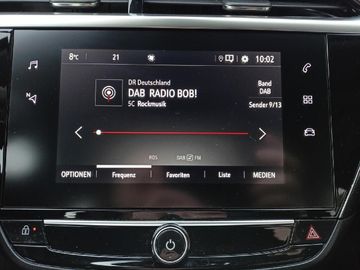 8°C 21 10:02
DR Deutschland
DAB RADIO BOB!
5C Rockmusik
Band
DAB
Sender 9/13
RDS DAB FM
OPTIONEN Frequenz Favoriten Liste MEDIEN